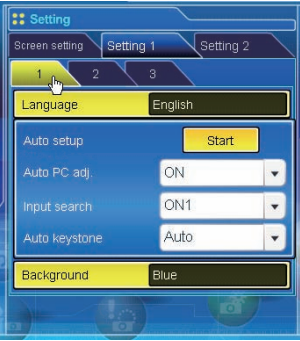 Setting
Screen setting Setting 1 Setting 2
1 2 3
Language English
Auto setup Start
Auto PC adj. ON
Input search ON1
Auto keystone Auto
Background Blue